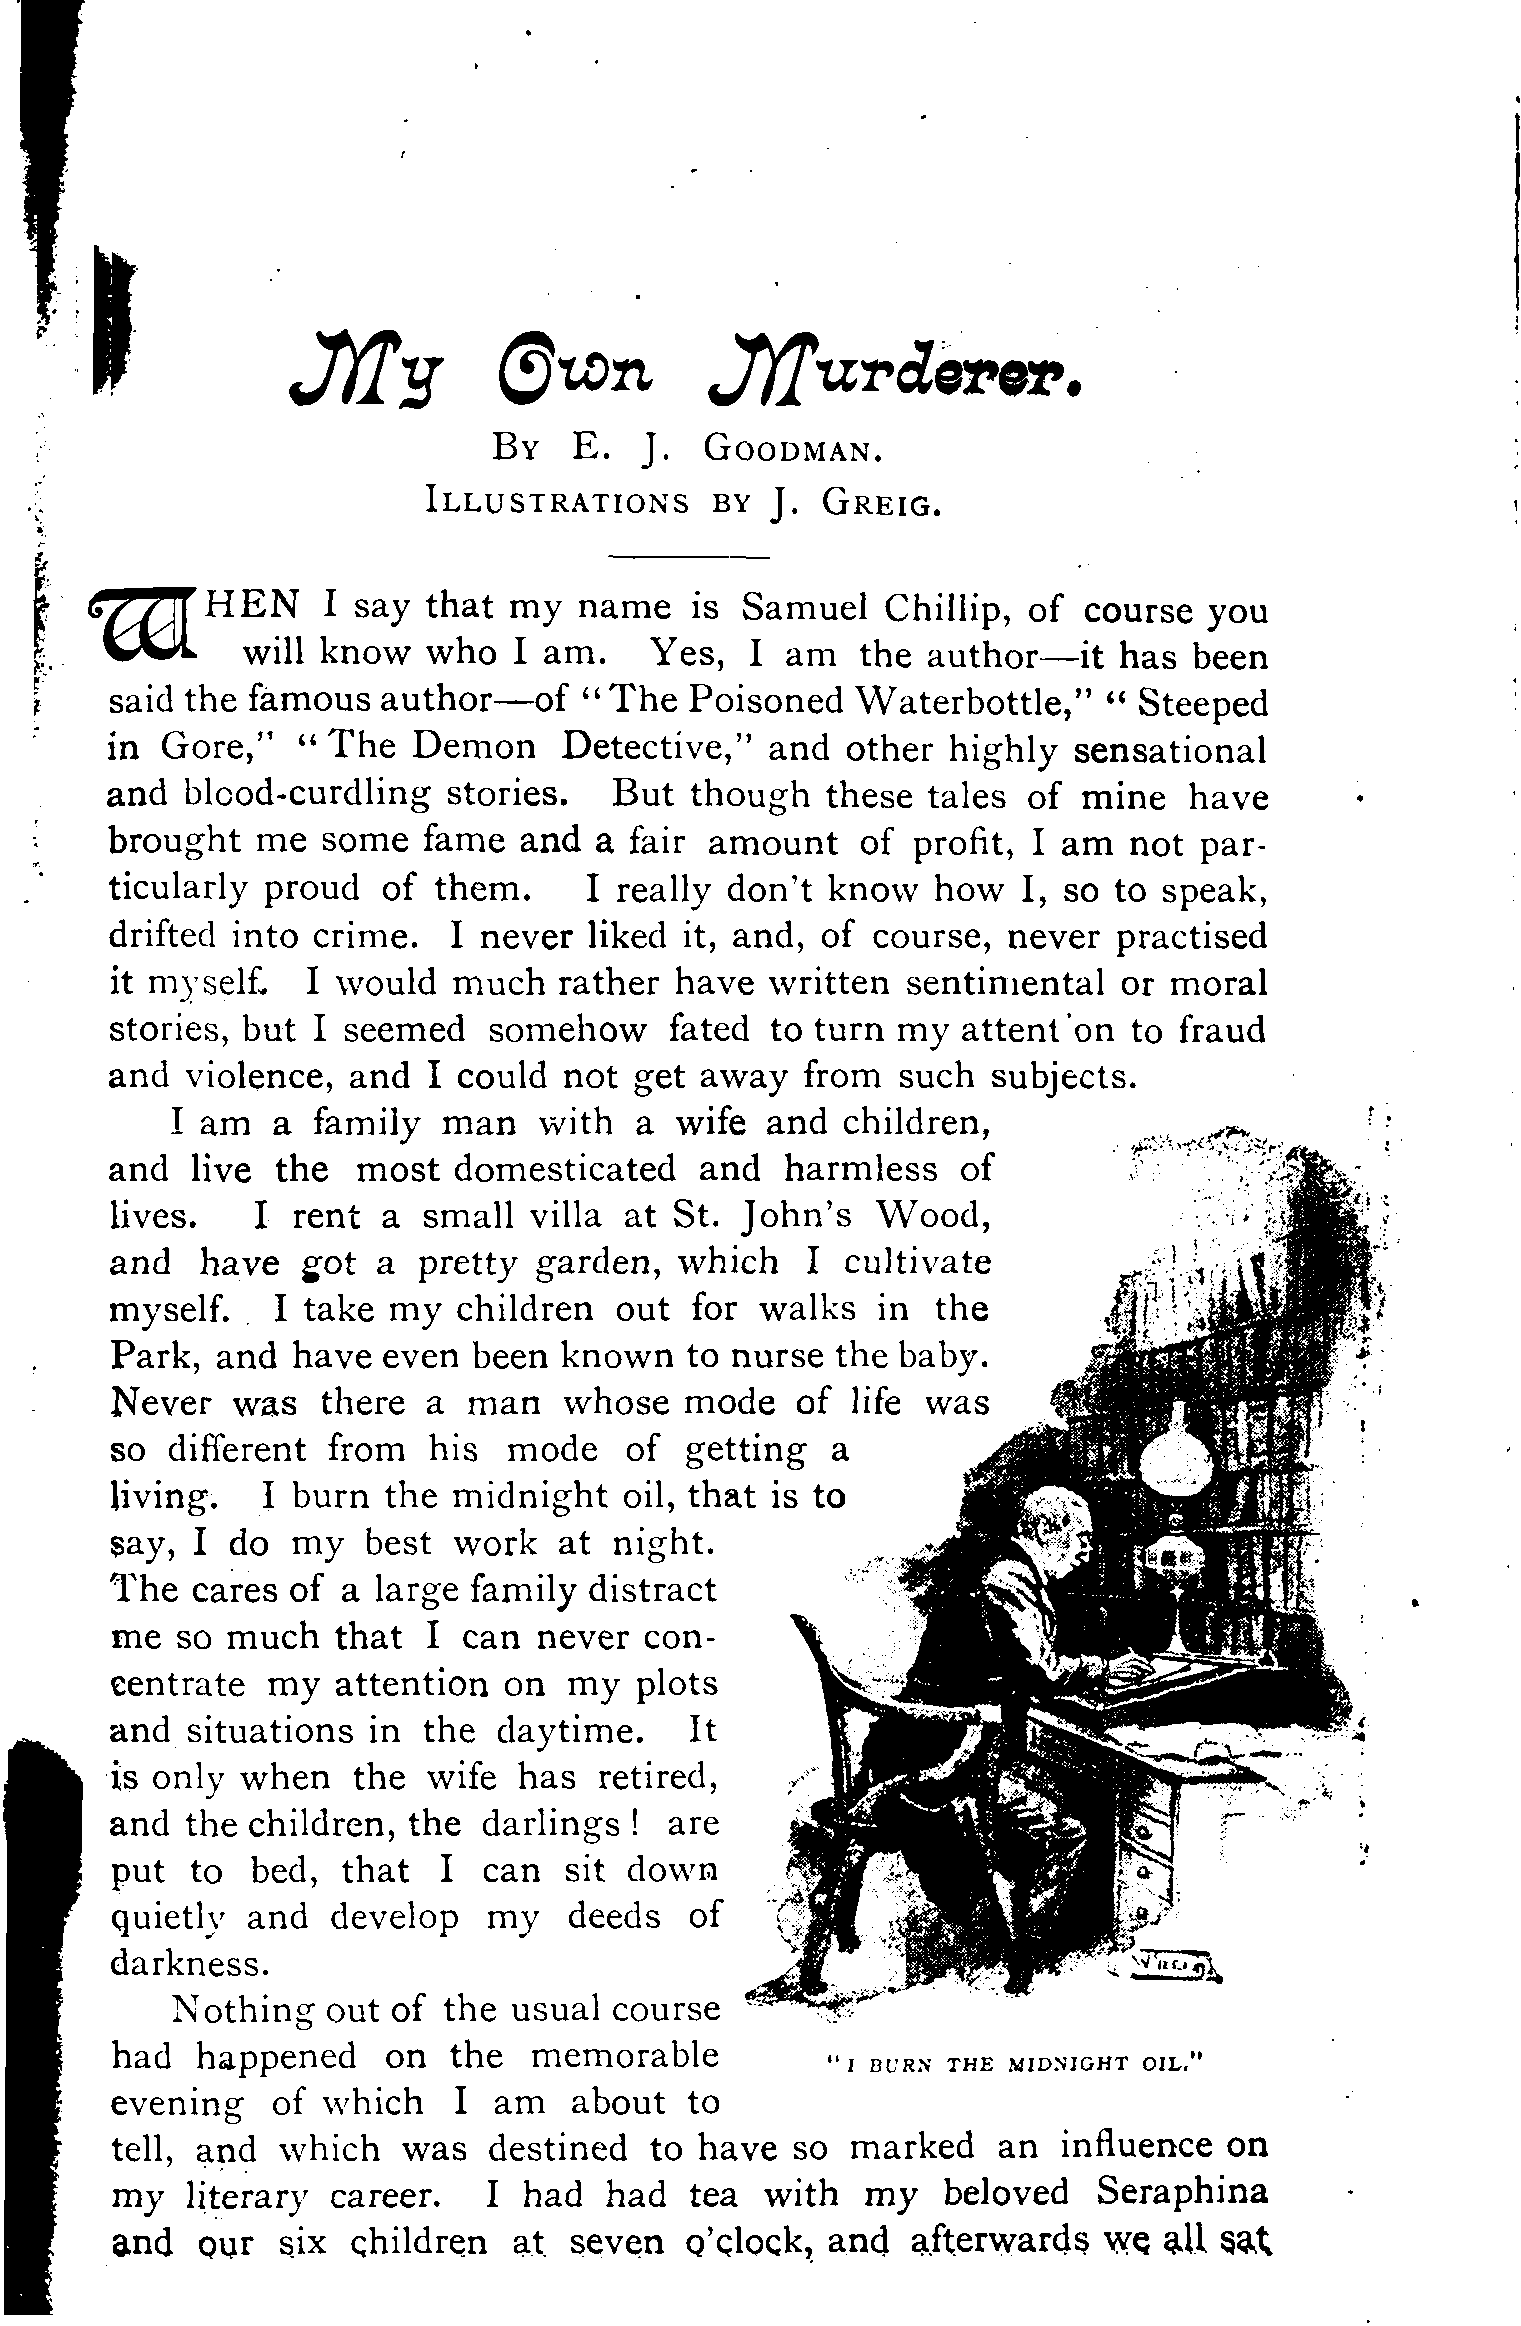 My Own Murderer.
By E. J. Goodman.
Illustrations by J. Greig.
WHEN I say that my name is Samuel Chillip, of course you
will know who I am. Yes, I am the author—it has been
said the famous author—of "The Poisoned Waterbottle," "Steeped
in Gore," "The Demon Detective," and other highly sensational
and blood-curdling stories. But though these tales of mine have
brought me some fame and a fair amount of profit, I am not par-
ticularly proud of them. I really don't know how I, so to speak,
drifted into crime. I never liked it, and, of course, never practised
it myself. I would much rather have written sentimental or moral
stories, but I seemed somehow fated to turn my attent on to fraud
and violence, and I could not get away from such subjects.
I am a family man with a wife and children,
and live the most domesticated and harmless of
lives. I rent a small villa at St. John's Wood,
and have got a pretty garden, which I cultivate
myself. I take my children out for walks in the
Park, and have even been known to nurse the baby.
Never was there a man whose mode of life was
so different from his mode of getting a
living. I burn the midnight oil, that is to
say, I do my best work at night.
The cares of a large family distract
me so much that I can never con-
centrate my attention on my plots
and situations in the daytime. It
is only when the wife has retired,
and the children, the darlings! are
put to bed, that I can sit down
quietly and develop my deeds of
darkness.
Nothing out of the usual course
had happened on the memorable
evening of which I am about to
tell, and which was destined to have so marked an influence on
my literary career. I had had tea with my beloved Seraphina
and our six children at seven o'clock, and afterwards we all sat
"I BURN THE MIDNIGHT OIL."